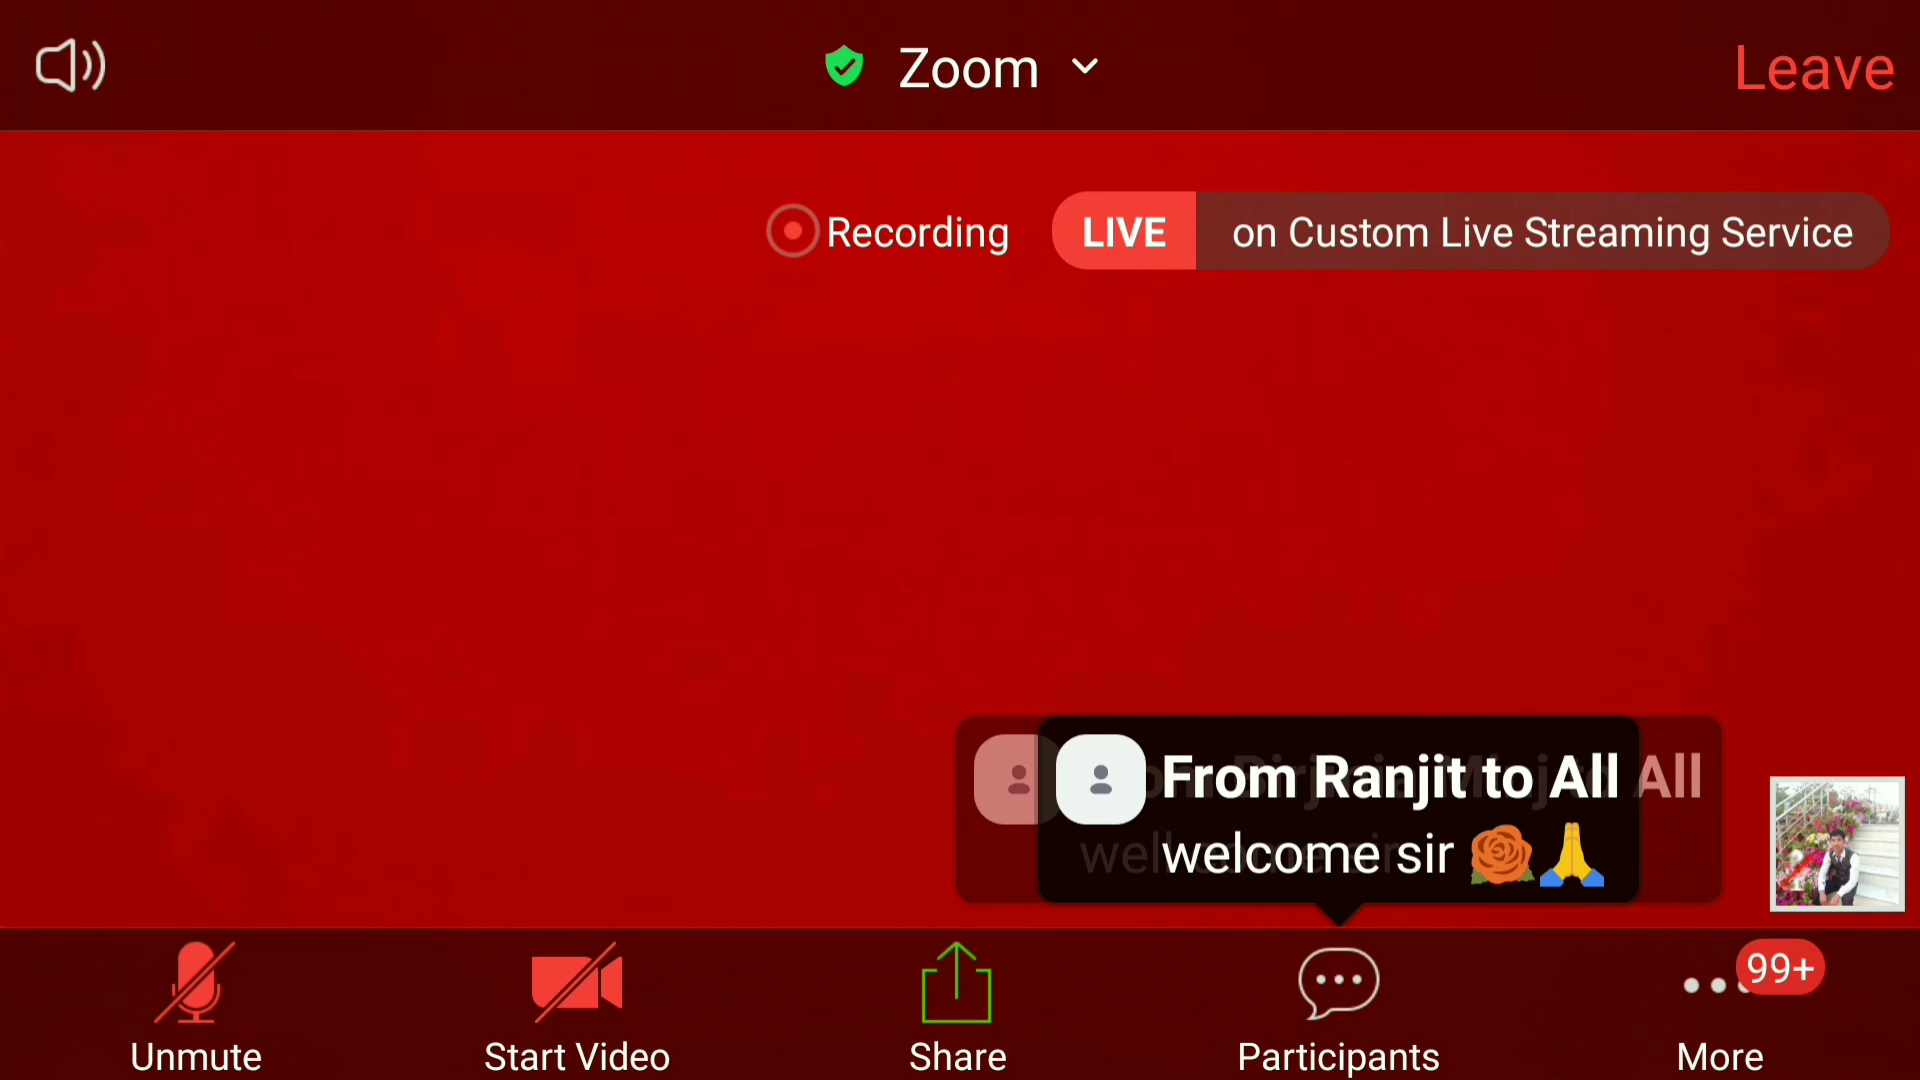 Zoom
Leave
Recording
LIVE on Custom Live Streaming Service
From Ranjit to All
All
welcome sir 🌹🙏
Unmute
Start Video
Share
Participants
99+
More